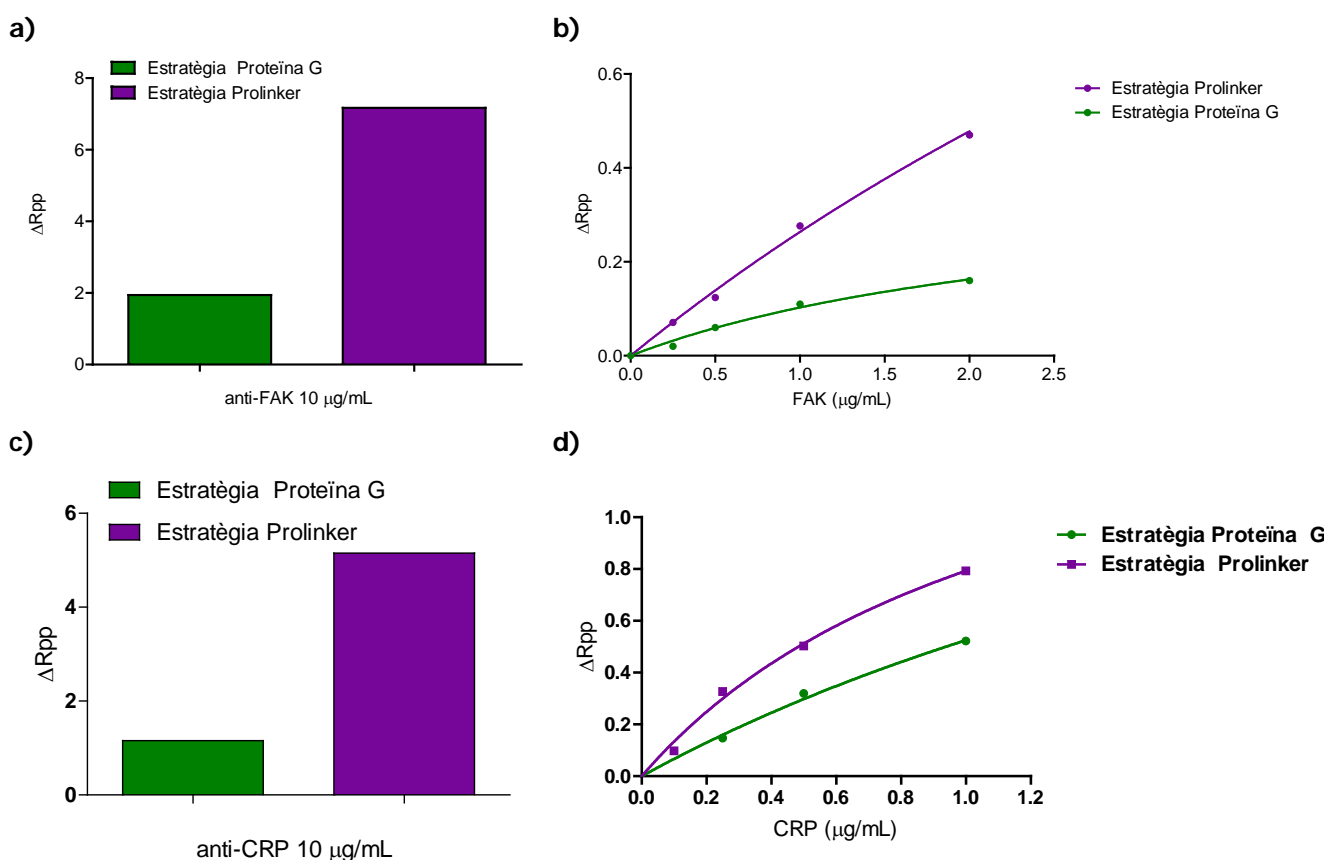 a)
Estratègia Proteïna G
Estratègia Prolinker
8
6
4
2
0
ΔRpp
anti-FAK 10 µg/mL
b)
Estratègia Prolinker
Estratègia Proteïna G
0.6
0.4
0.2
0.0
ΔRpp
0.0 0.5 1.0 1.5 2.0 2.5
FAK (µg/mL)
c)
Estratègia Proteïna G
Estratègia Prolinker
6
4
2
0
ΔRpp
anti-CRP 10 µg/mL
d)
Estratègia Proteïna G
Estratègia Prolinker
1.0
0.8
0.6
0.4
0.2
0.0
ΔRpp
0.0 0.2 0.4 0.6 0.8 1.0 1.2
CRP (µg/mL)